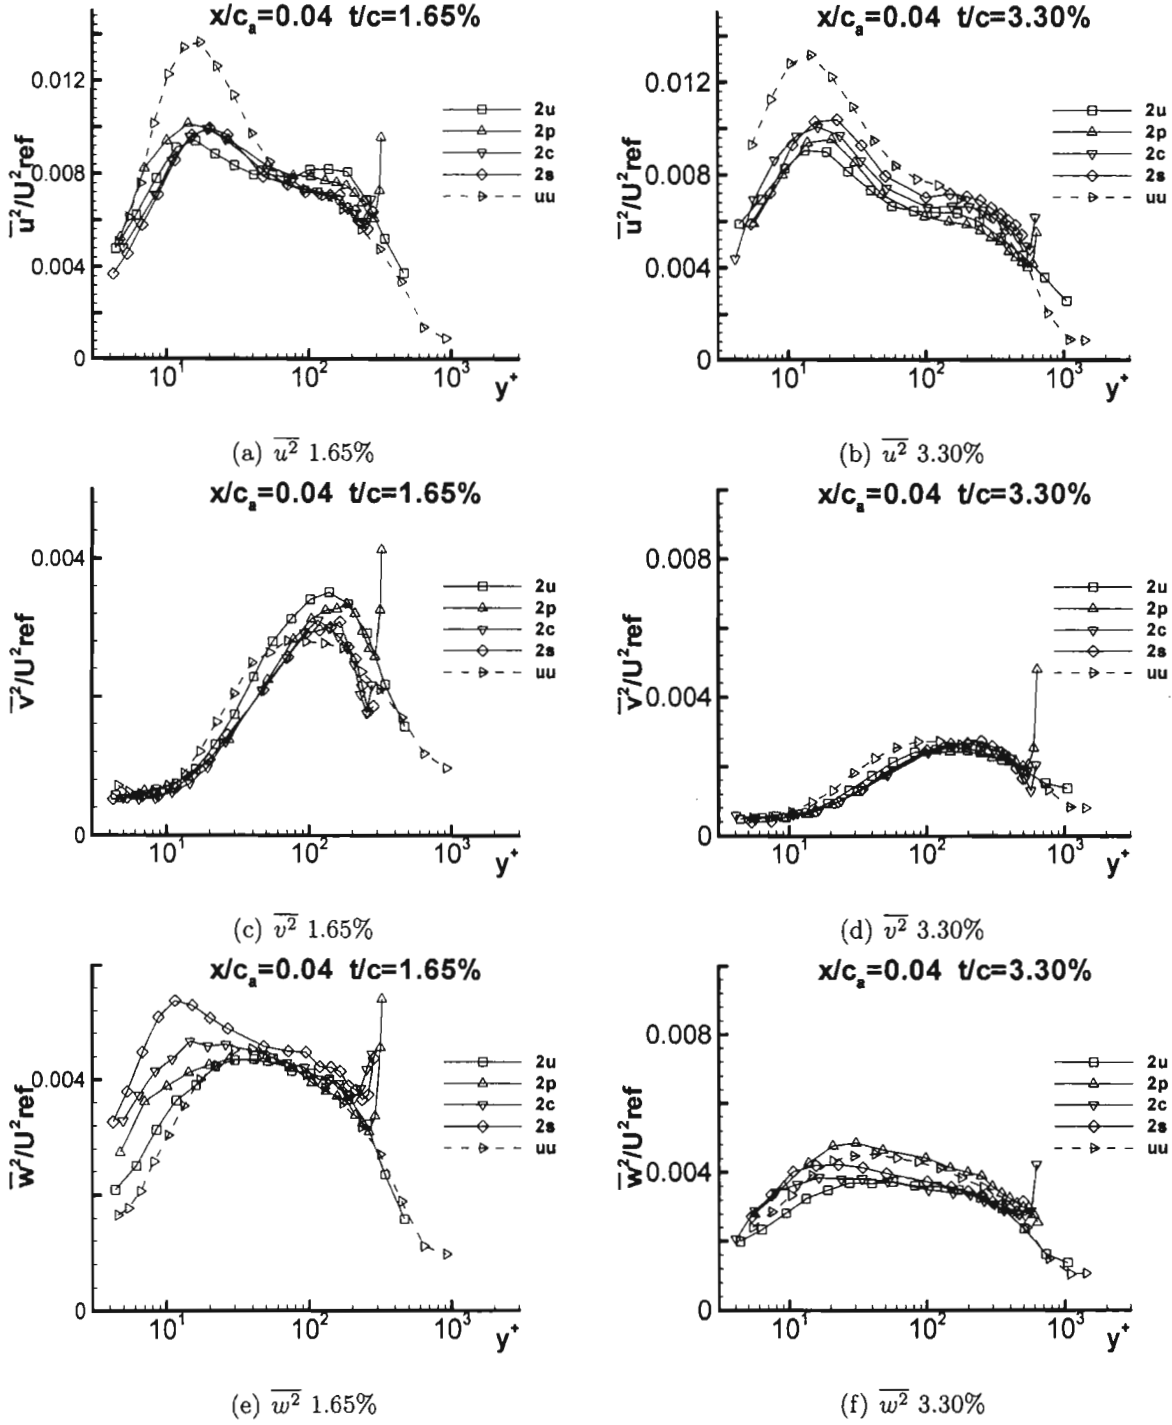 x/cₐ=0.04 t/c=1.65%
u²/U²ref
0.012
0.008
0.004
0
10¹
10²
10³
y⁺
2u
2p
2c
2s
uu
(a) u² 1.65%
x/cₐ=0.04 t/c=3.30%
u²/U²ref
0.012
0.008
0.004
0
10¹
10²
10³
y⁺
2u
2p
2c
2s
uu
(b) u² 3.30%
x/cₐ=0.04 t/c=1.65%
v²/U²ref
0.004
0
10¹
10²
10³
y⁺
2u
2p
2c
2s
uu
(c) v² 1.65%
x/cₐ=0.04 t/c=3.30%
v²/U²ref
0.008
0.004
0
10¹
10²
10³
y⁺
2u
2p
2c
2s
uu
(d) v² 3.30%
x/cₐ=0.04 t/c=1.65%
w²/U²ref
0.004
0
10¹
10²
10³
y⁺
2u
2p
2c
2s
uu
(e) w² 1.65%
x/cₐ=0.04 t/c=3.30%
w²/U²ref
0.008
0.004
0
10¹
10²
10³
y⁺
2u
2p
2c
2s
uu
(f) w² 3.30%